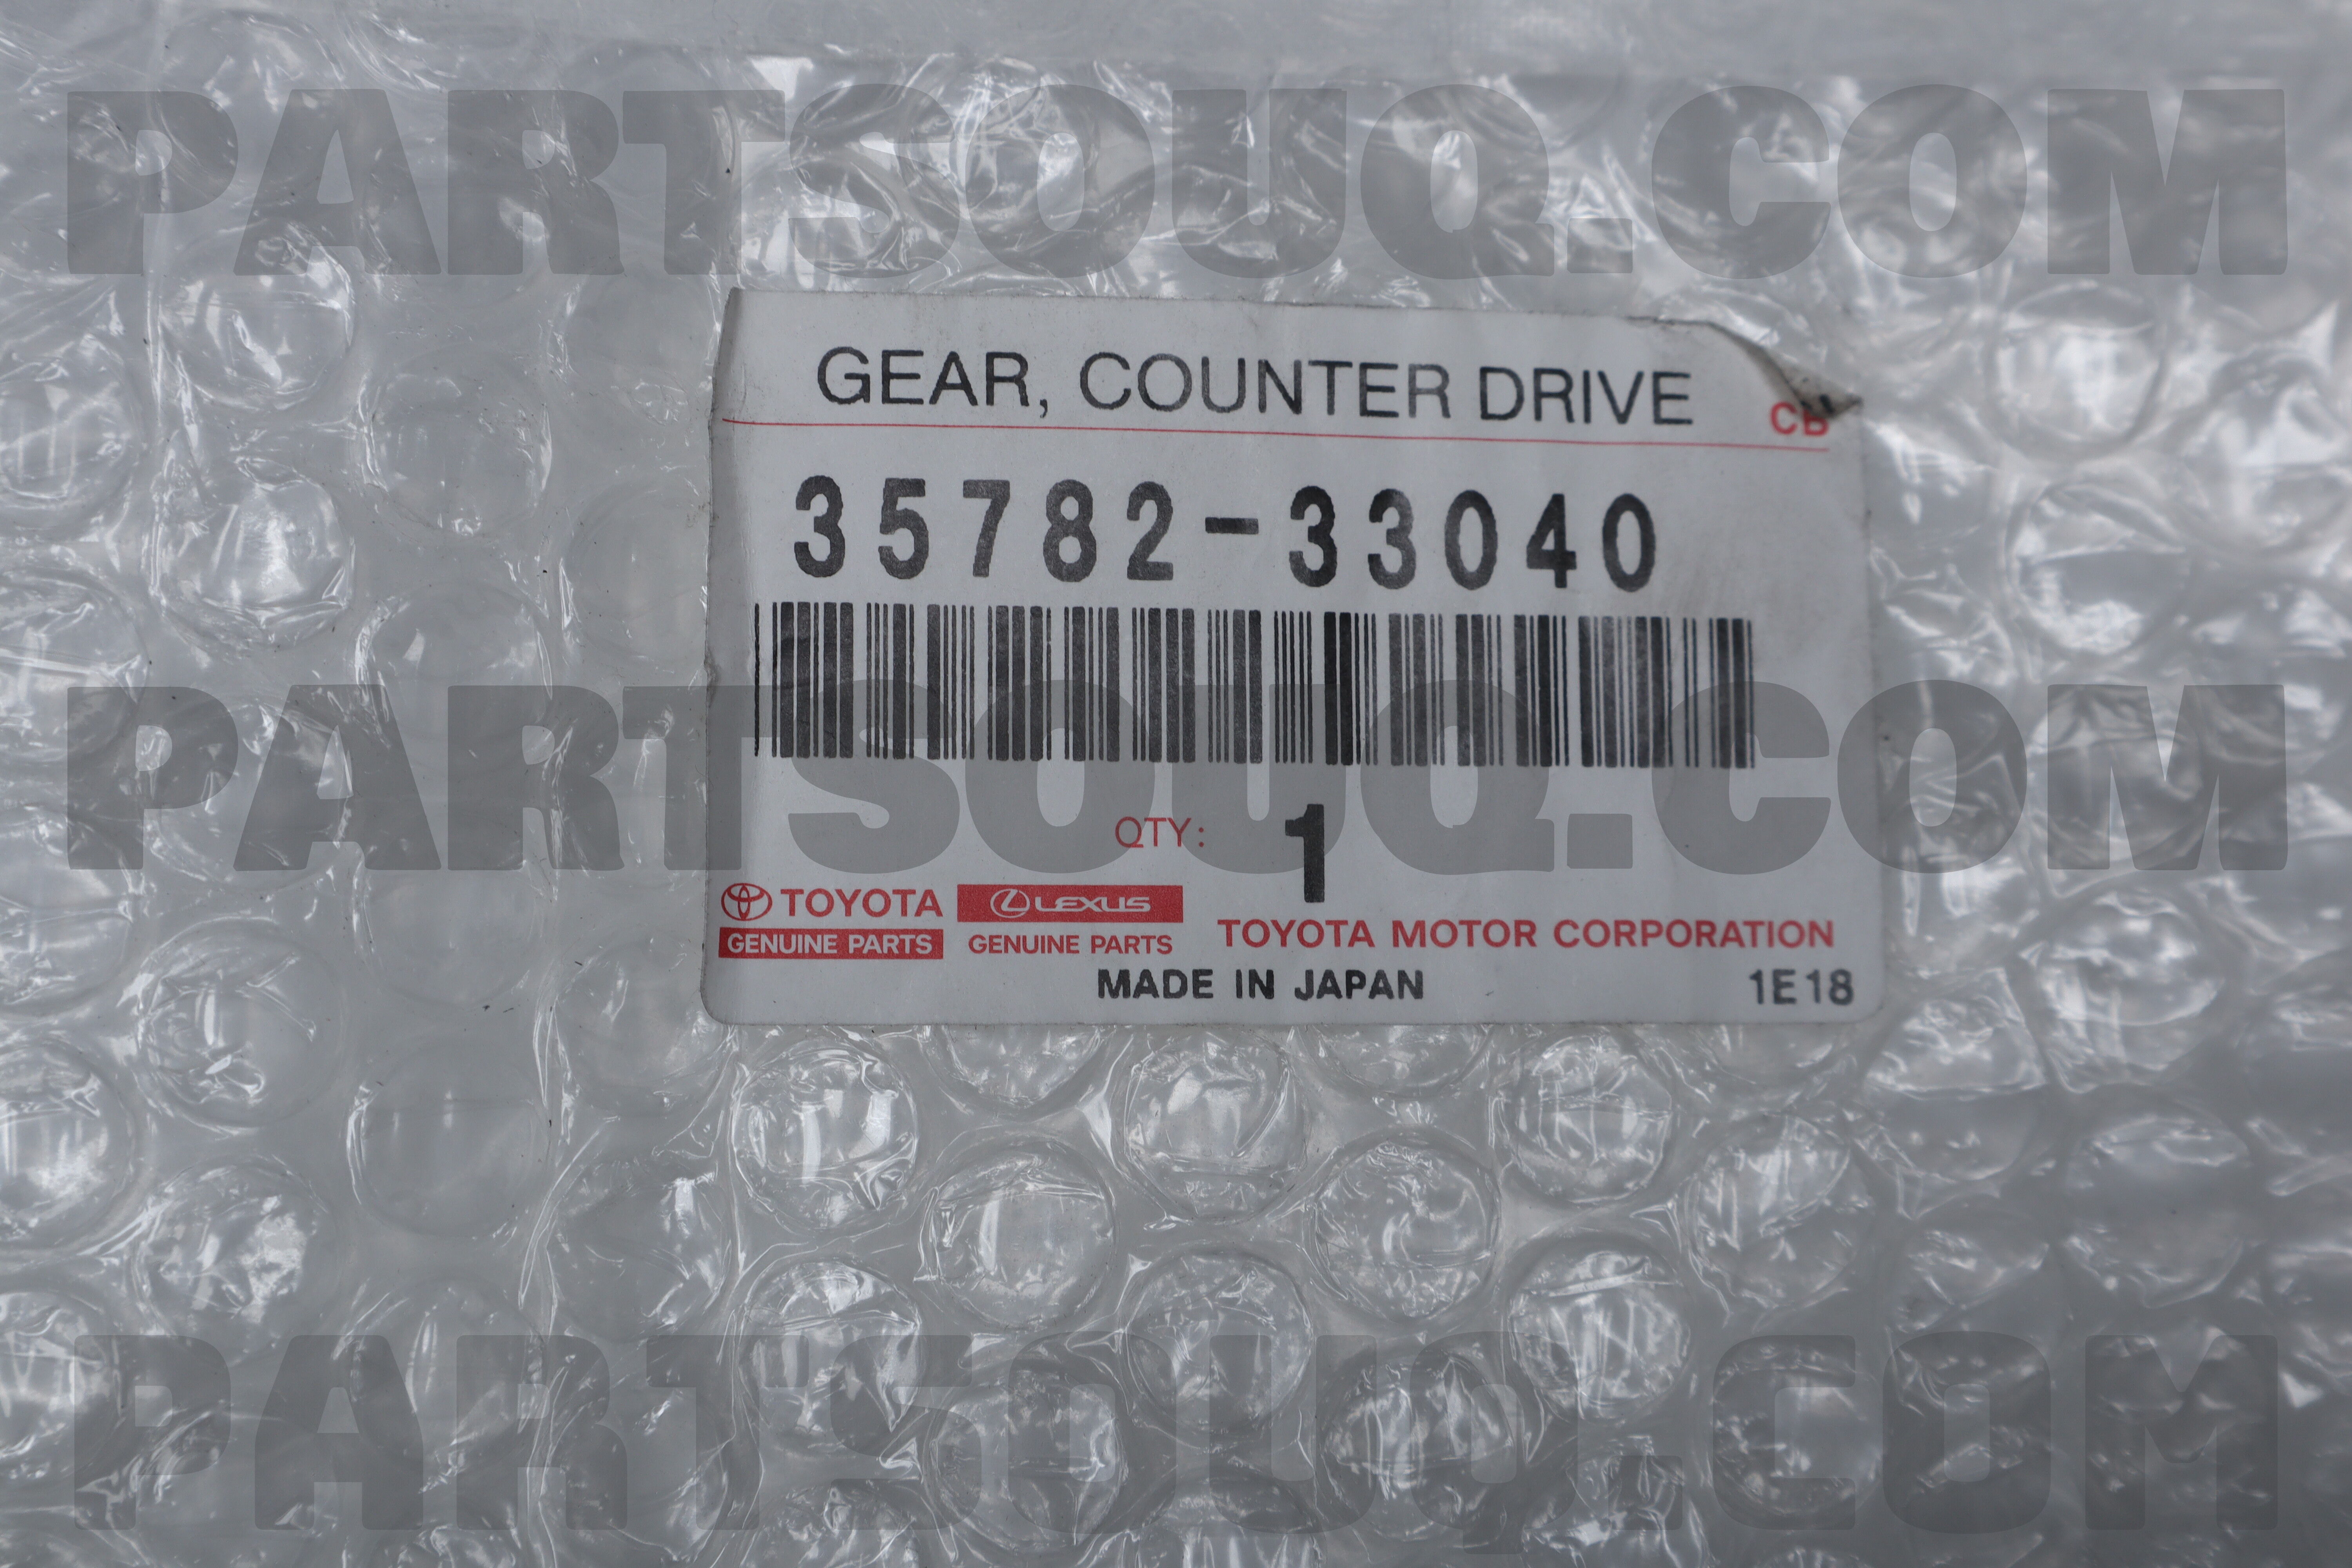 PARTSOUQ.COM
GEAR, COUNTER DRIVE
CB
35782-33040
PARTSOUQ.COM
QTY: 1
TOYOTA
GENUINE PARTS
LEXUS
GENUINE PARTS
TOYOTA MOTOR CORPORATION
MADE IN JAPAN
1E18
PARTSOUQ.COM